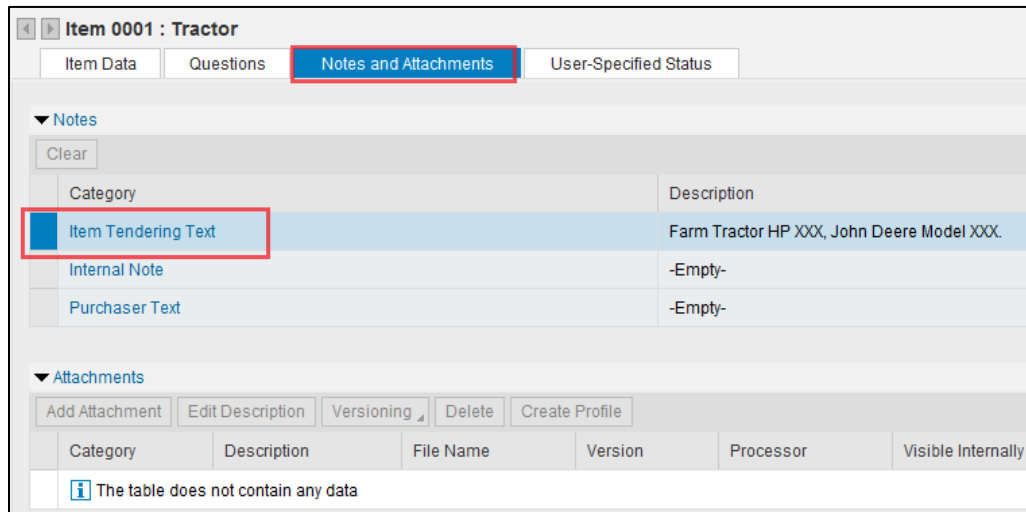 Item 0001 : Tractor
Item Data Questions Notes and Attachments User-Specified Status
Notes
Clear
Category Description
Item Tendering Text Farm Tractor HP XXX, John Deere Model XXX.
Internal Note -Empty-
Purchaser Text -Empty-
Attachments
Add Attachment Edit Description Versioning Delete Create Profile
Category Description File Name Version Processor Visible Internally
The table does not contain any data